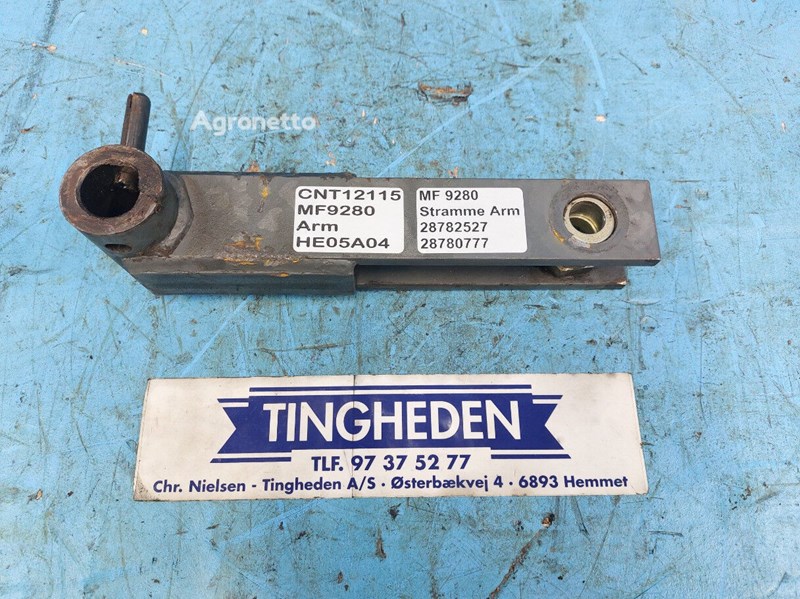 Agronetto
CNT12115
MF9280
Arm
HE05A04
MF 9280
Stramme Arm
28782527
28780777
TINGHEDEN
TLF. 97 37 52 77
Chr. Nielsen - Tingheden A/S · Østerbækvej 4 · 6893 Hemmet